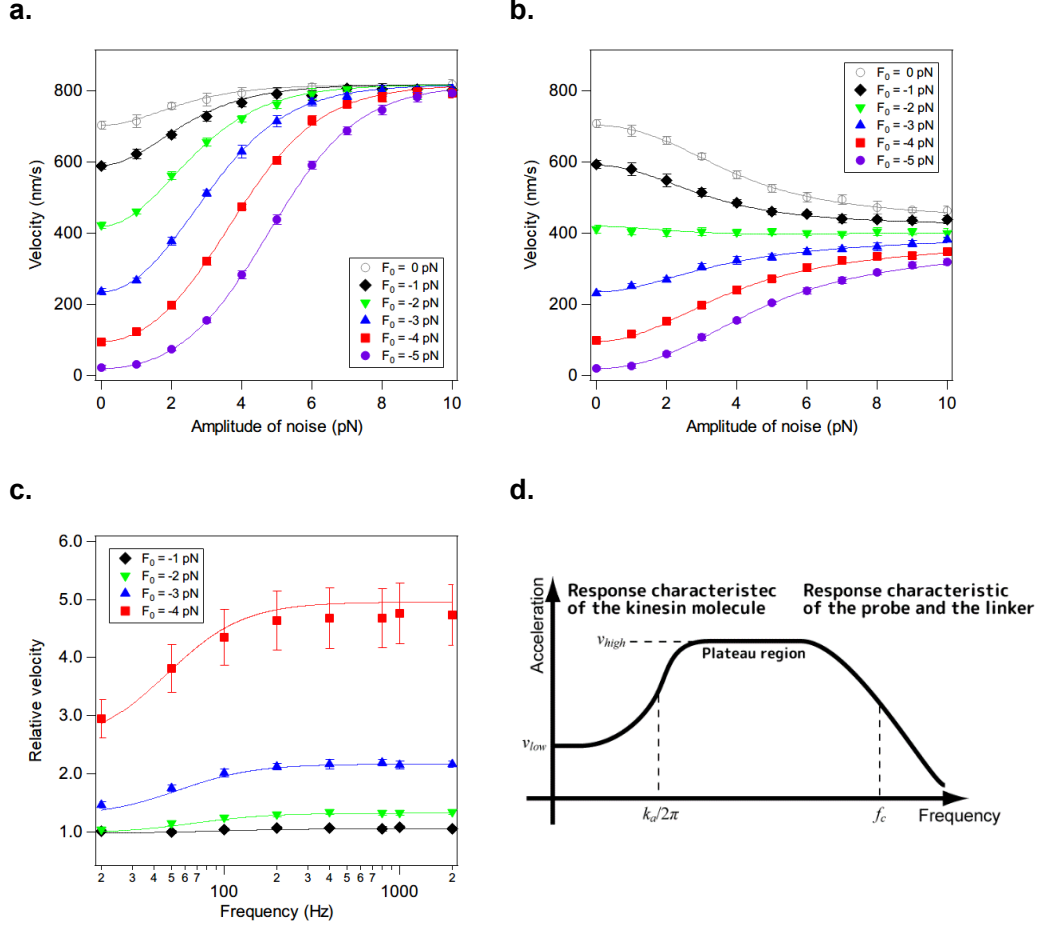 a.
b.
Velocity (nm/s)
800
600
400
200
0
F0 = 0 pN
F0 = -1 pN
F0 = -2 pN
F0 = -3 pN
F0 = -4 pN
F0 = -5 pN
0 2 4 6 8 10
Amplitude of noise (pN)
Velocity (nm/s)
800
600
400
200
0
F0 = 0 pN
F0 = -1 pN
F0 = -2 pN
F0 = -3 pN
F0 = -4 pN
F0 = -5 pN
0 2 4 6 8 10
Amplitude of noise (pN)
c.
d.
Relative velocity
6.0
5.0
4.0
3.0
2.0
1.0
F0 = -1 pN
F0 = -2 pN
F0 = -3 pN
F0 = -4 pN
2 3 4 5 6 7 100 2 3 4 5 6 7 1000 2
Frequency (Hz)
Acceleration
Response characteristec
of the kinesin molecule
Response characteristic
of the probe and the linker
vhigh
Plateau region
vlow
ka/2π
fc
Frequency